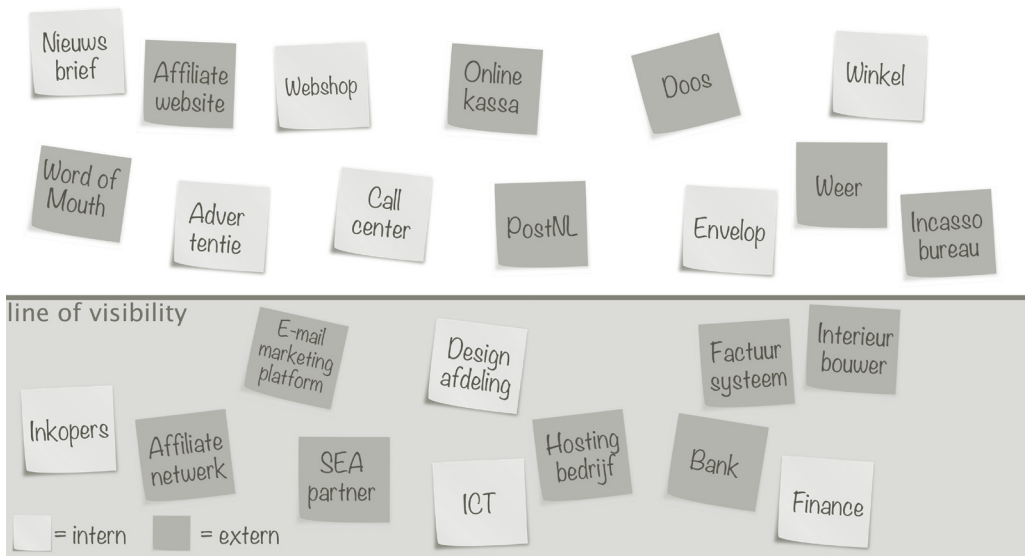 Nieuws
brief
Affiliate
website
Webshop
Online
kassa
Doos
Winkel
Word of
Mouth
Adver
tentie
Call
center
PostNL
Envelop
Weer
Incasso
bureau
line of visibility
E-mail
marketing
platform
Design
afdeling
Factuur
systeem
Interieur
bouwer
Inkopers
Affiliate
netwerk
SEA
partner
ICT
Hosting
bedrijf
Bank
Finance
= intern
= extern